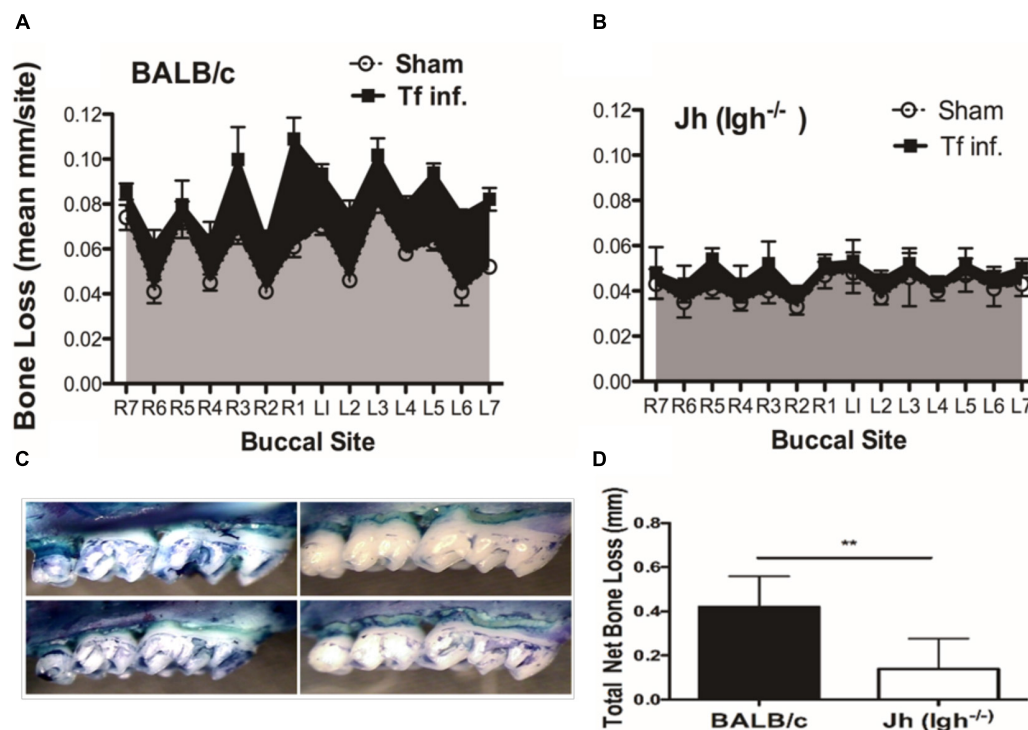 A
BALB/c
Sham
Tf inf.
Bone Loss (mean mm/site)
0.12
0.10
0.08
0.06
0.04
0.02
0.00
R7 R6 R5 R4 R3 R2 R1 LI L2 L3 L4 L5 L6 L7
Buccal Site
B
Jh (Igh-/- )
Sham
Tf inf.
0.12
0.10
0.08
0.06
0.04
0.02
0.00
R7 R6 R5 R4 R3 R2 R1 LI L2 L3 L4 L5 L6 L7
Buccal Site
C
D
Total Net Bone Loss (mm)
0.8
0.6
0.4
0.2
0.0
**
BALB/c
Jh (Igh-/-)